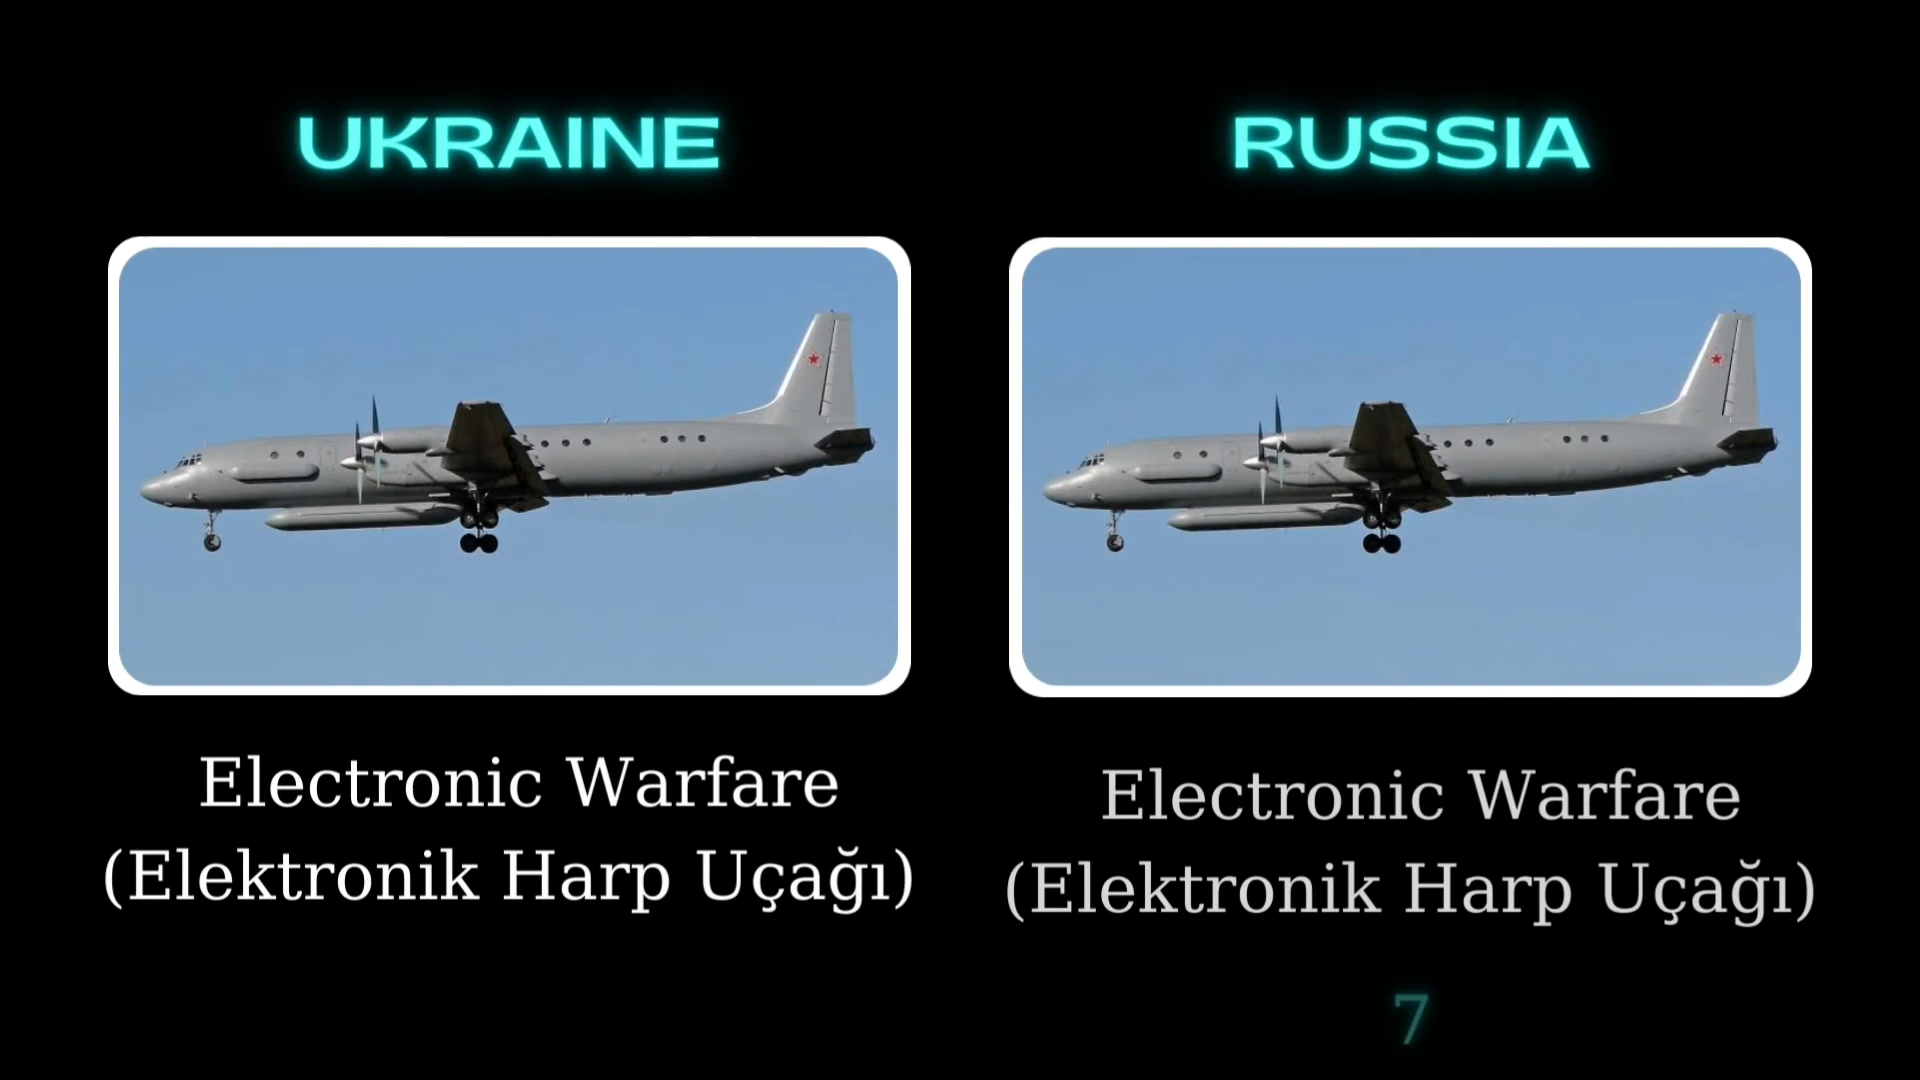 UKRAINE
RUSSIA
Electronic Warfare
(Elektronik Harp Uçağı)
Electronic Warfare
(Elektronik Harp Uçağı)
7